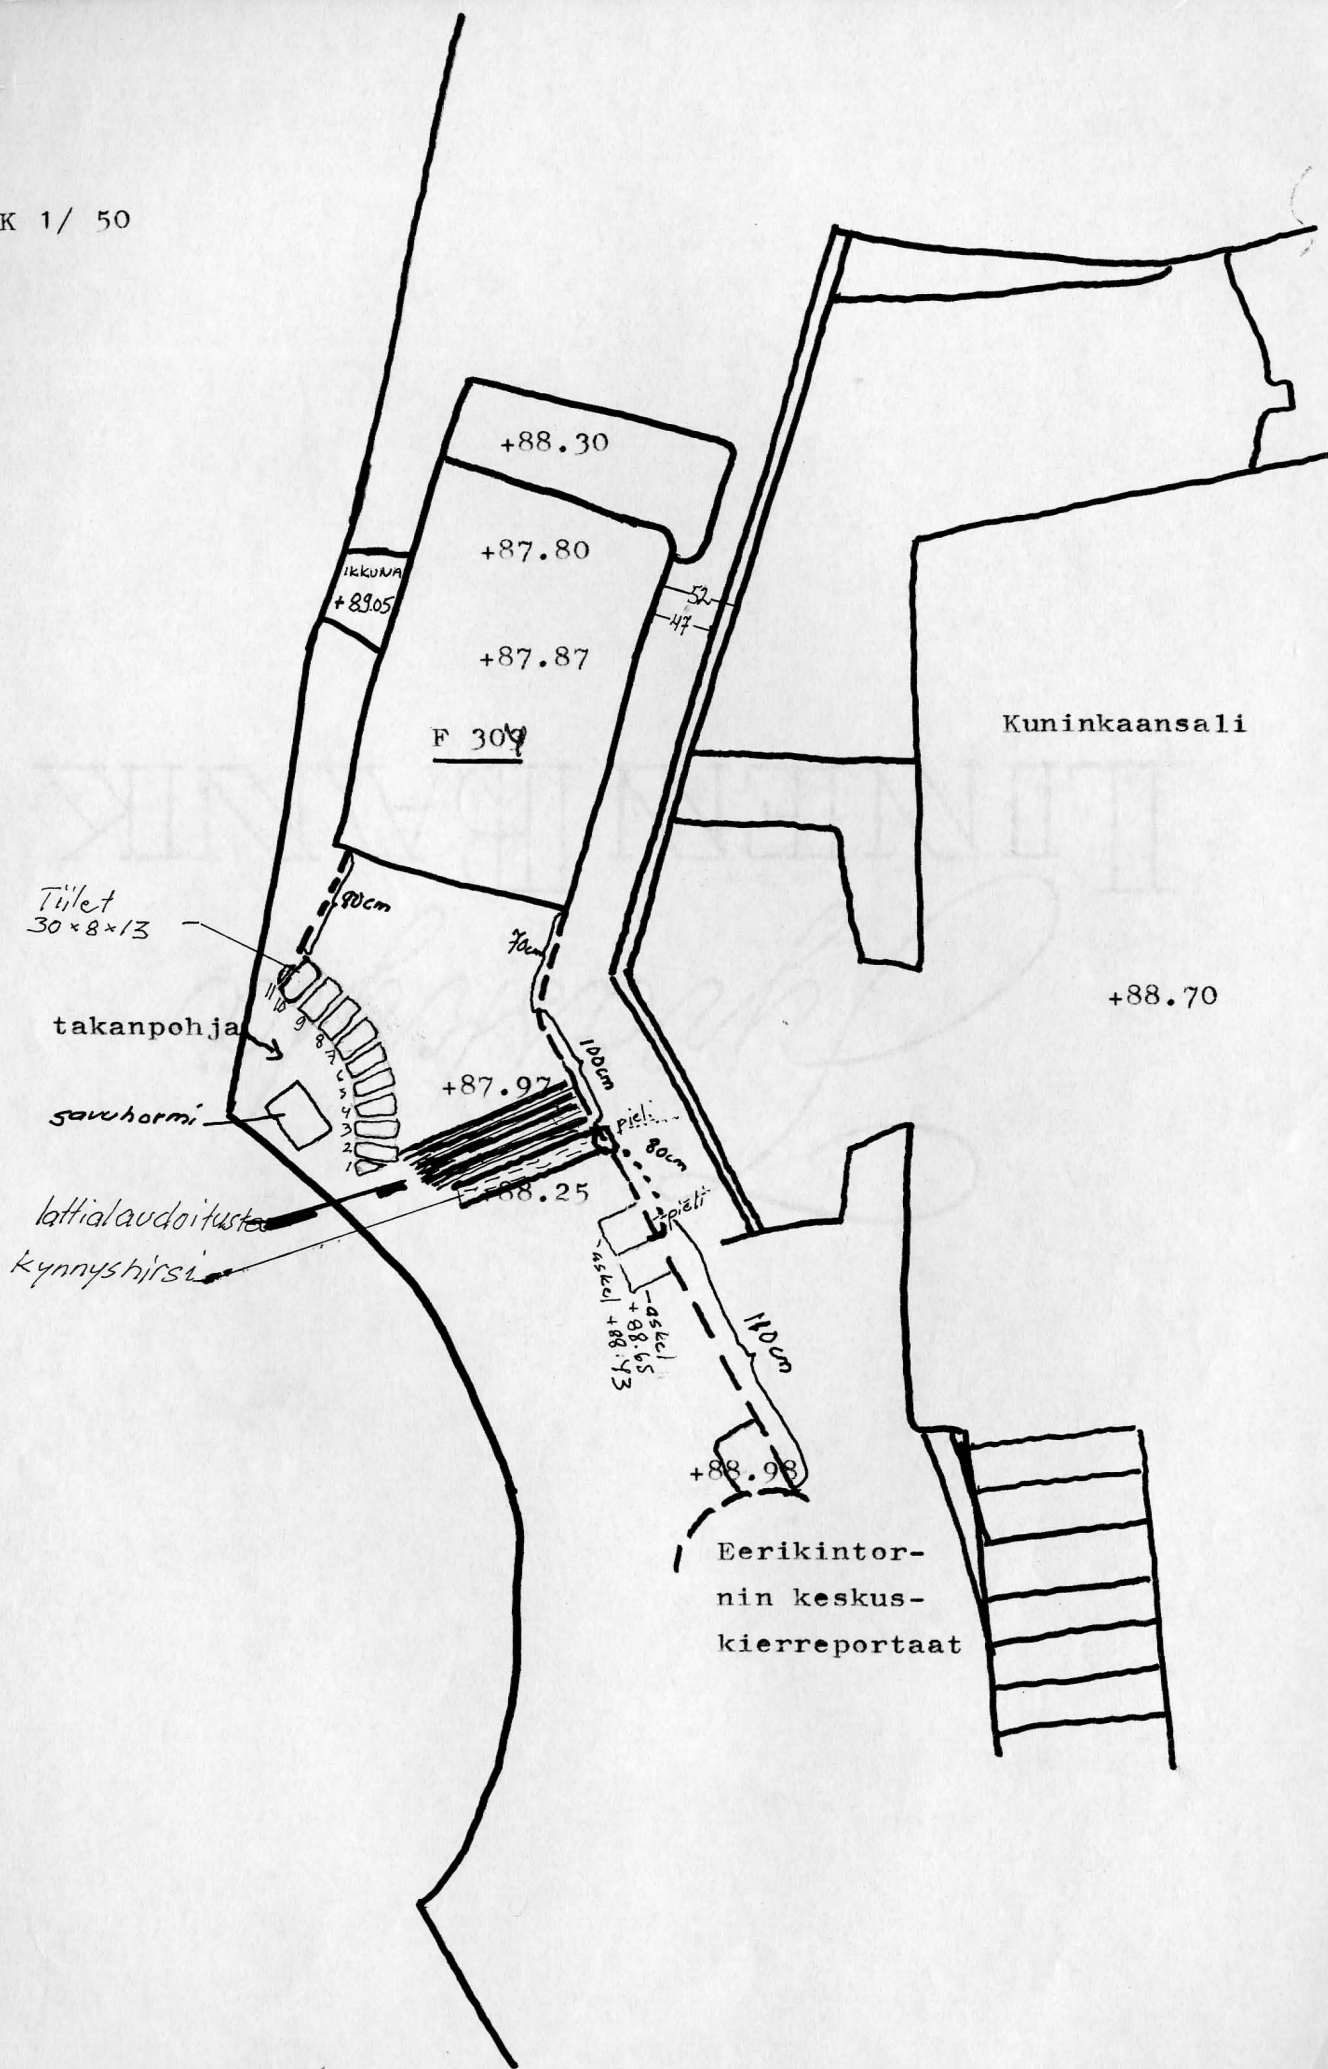 K 1/ 50
+88.30
+87.80
IKKUNA
+89.05
52
47
+87.87
F 304
Kuninkaansali
Tiilet
30×8×13
80cm
70cm
11
10
9
8
7
6
5
4
3
2
1
takanpohja
+88.70
100cm
+87.97
savuhormi
pieli
80cm
+88.25
pieli
lattialaudoitusta
kynnyshirsi
askel +88.43
askel
+88.65
110cm
+88.98
Eerikintor-
nin keskus-
kierreportaat